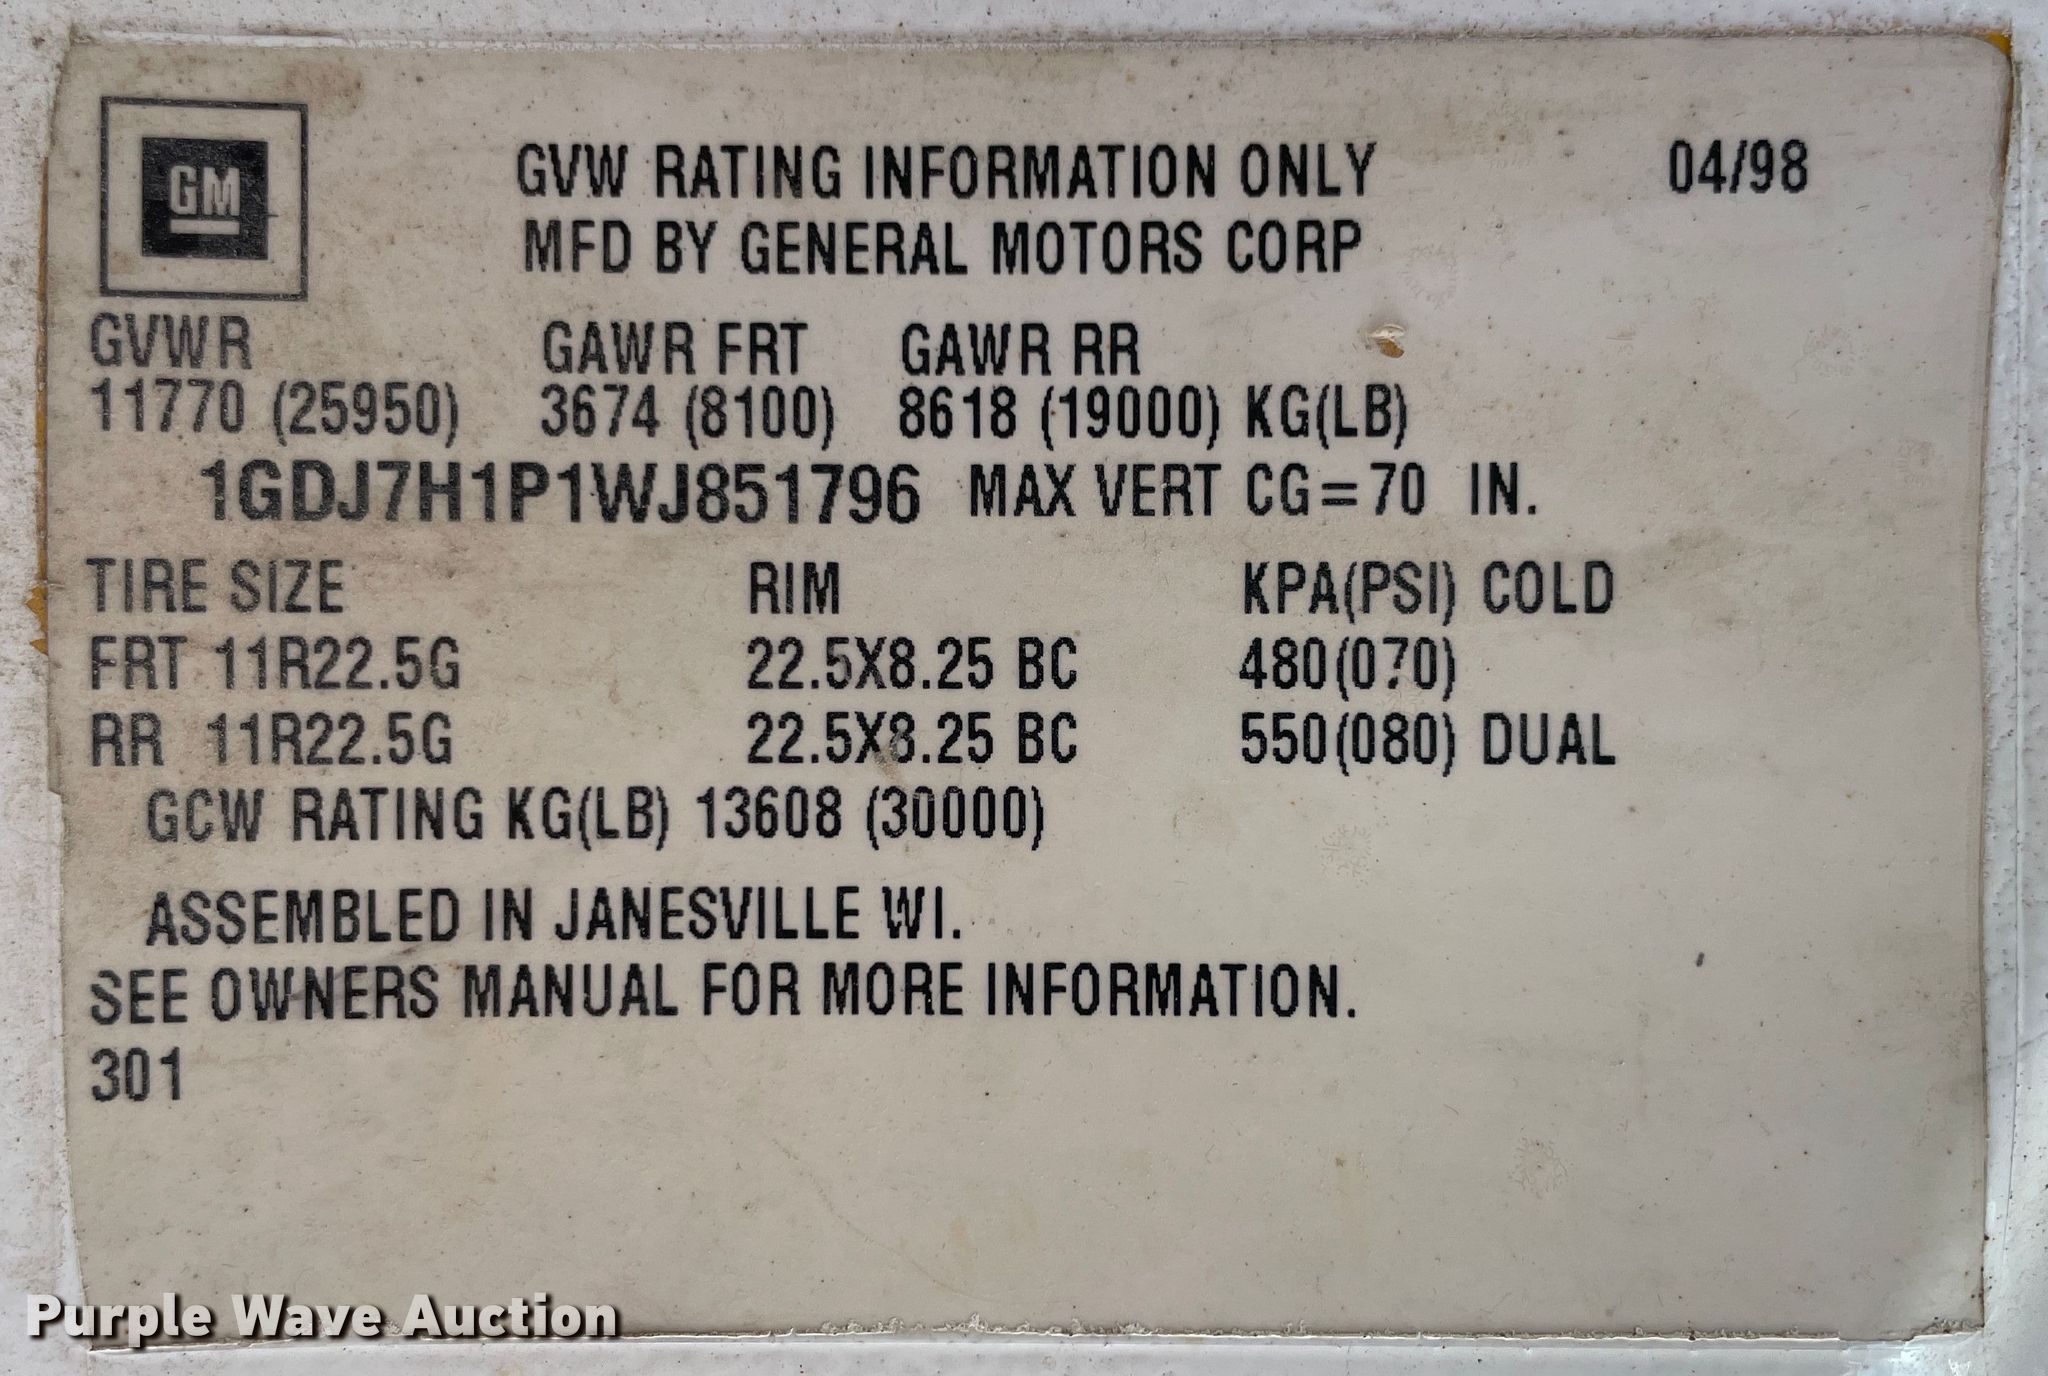 GM
GVW RATING INFORMATION ONLY 04/98
MFD BY GENERAL MOTORS CORP
GVWR GAWR FRT GAWR RR
11770 (25950) 3674 (8100) 8618 (19000) KG(LB)
1GDJ7H1P1WJ851796 MAX VERT CG=70 IN.
TIRE SIZE RIM KPA(PSI) COLD
FRT 11R22.5G 22.5X8.25 BC 480(070)
RR 11R22.5G 22.5X8.25 BC 550(080) DUAL
GCW RATING KG(LB) 13608 (30000)
ASSEMBLED IN JANESVILLE WI.
SEE OWNERS MANUAL FOR MORE INFORMATION.
301
Purple Wave Auction